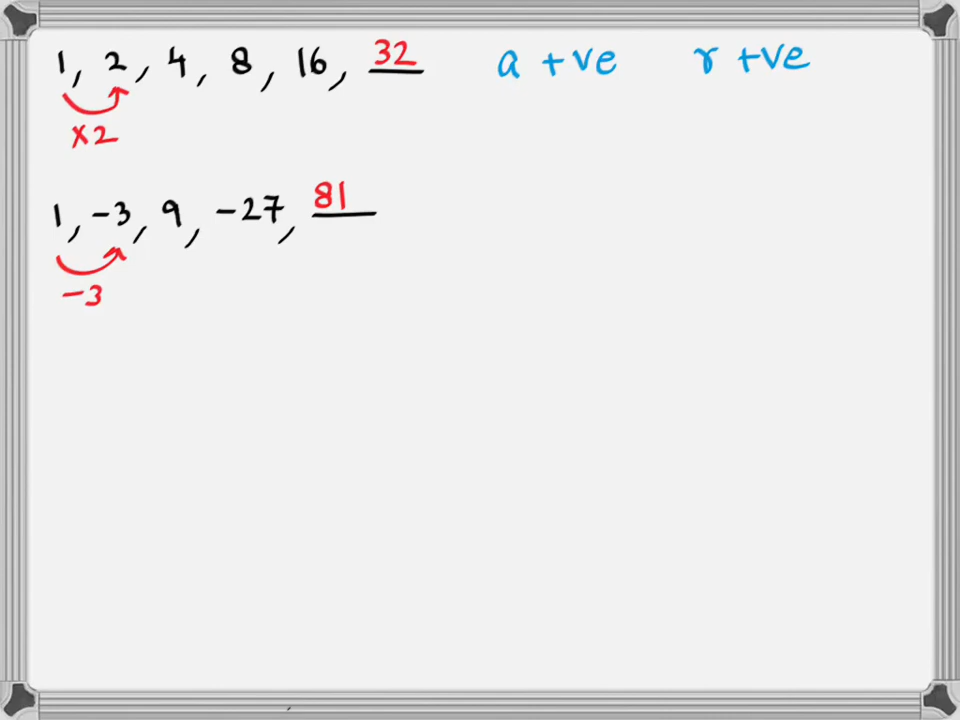 1, 2, 4, 8, 16, 32 a +ve r +ve
×2
1, -3, 9, -27, 81
-3